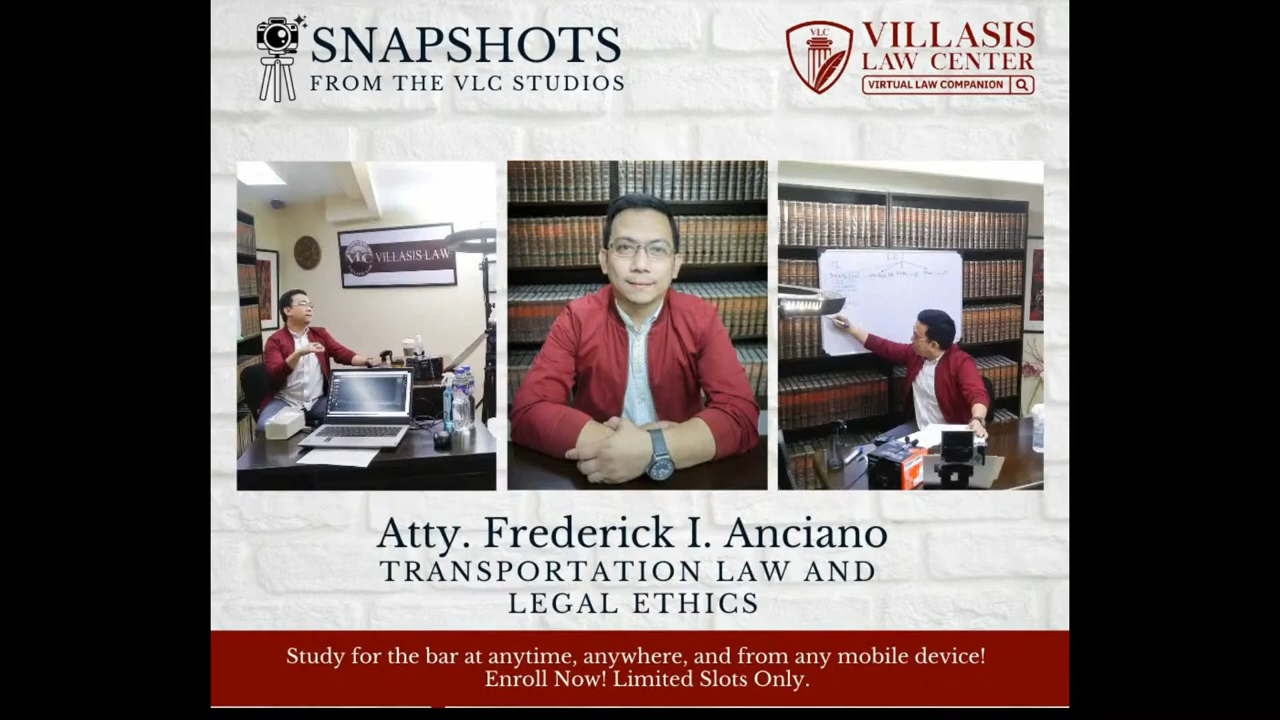 SNAPSHOTS
FROM THE VLC STUDIOS
VLC
VILLASIS
LAW CENTER
VIRTUAL LAW COMPANION
VLC VILLASIS LAW
Atty. Frederick I. Anciano
TRANSPORTATION LAW AND
LEGAL ETHICS
Study for the bar at anytime, anywhere, and from any mobile device!
Enroll Now! Limited Slots Only.